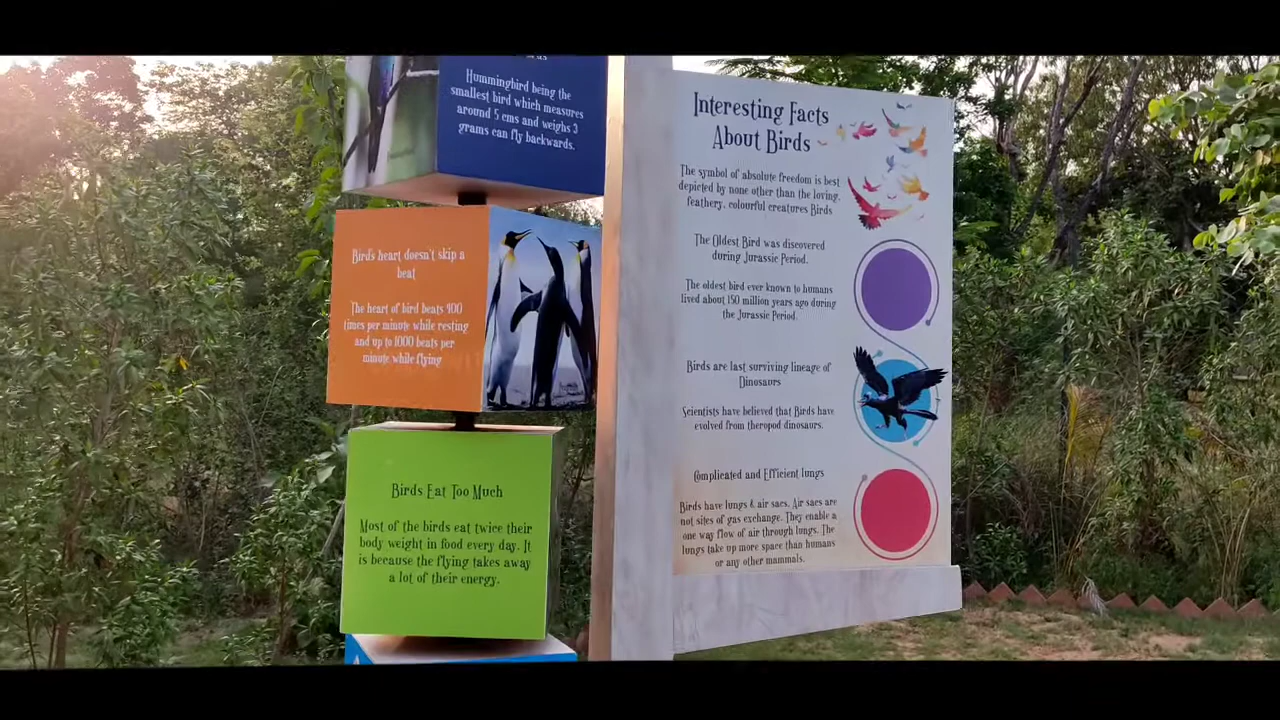 Hummingbird being the
smallest bird which measures
around 5 cms and weighs 3
grams can fly backwards.
Bird's heart doesn't skip a
beat
The heart of bird beats 400
times per minute while resting
and up to 1000 beats per
minute while flying
Birds Eat Too Much
Most of the birds eat twice their
body weight in food every day. It
is because the flying takes away
a lot of their energy.
Interesting Facts
About Birds
The symbol of absolute freedom is best
depicted by none other than the loving,
feathery, colourful creatures Birds
The Oldest Bird was discovered
during Jurassic Period.
The oldest bird ever known to humans
lived about 150 million years ago during
the Jurassic Period.
Birds are last surviving lineage of
Dinosaurs
Scientists have believed that Birds have
evolved from theropod dinosaurs.
Complicated and Efficient lungs
Birds have lungs & air sacs. Air sacs are
not sites of gas exchange. They enable a
one way flow of air through lungs. The
lungs take up more space than humans
or any other mammals.